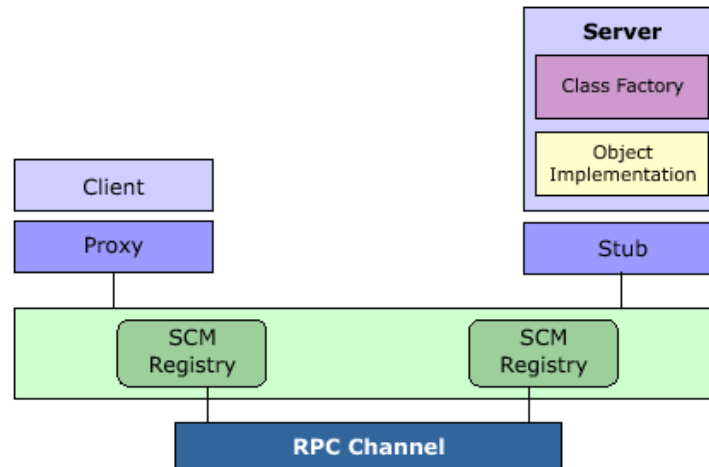 Server
Class Factory
Object
Implementation
Client
Proxy
Stub
SCM
Registry
SCM
Registry
RPC Channel